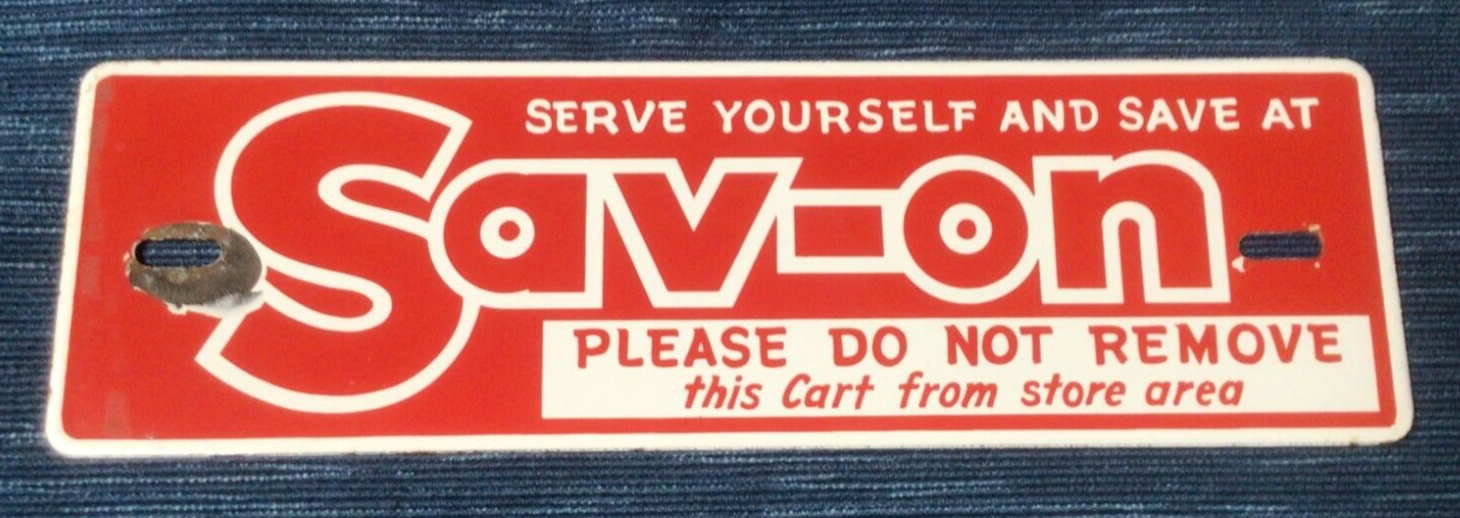 SERVE YOURSELF AND SAVE AT
Sav-on
PLEASE DO NOT REMOVE
this Cart from store area